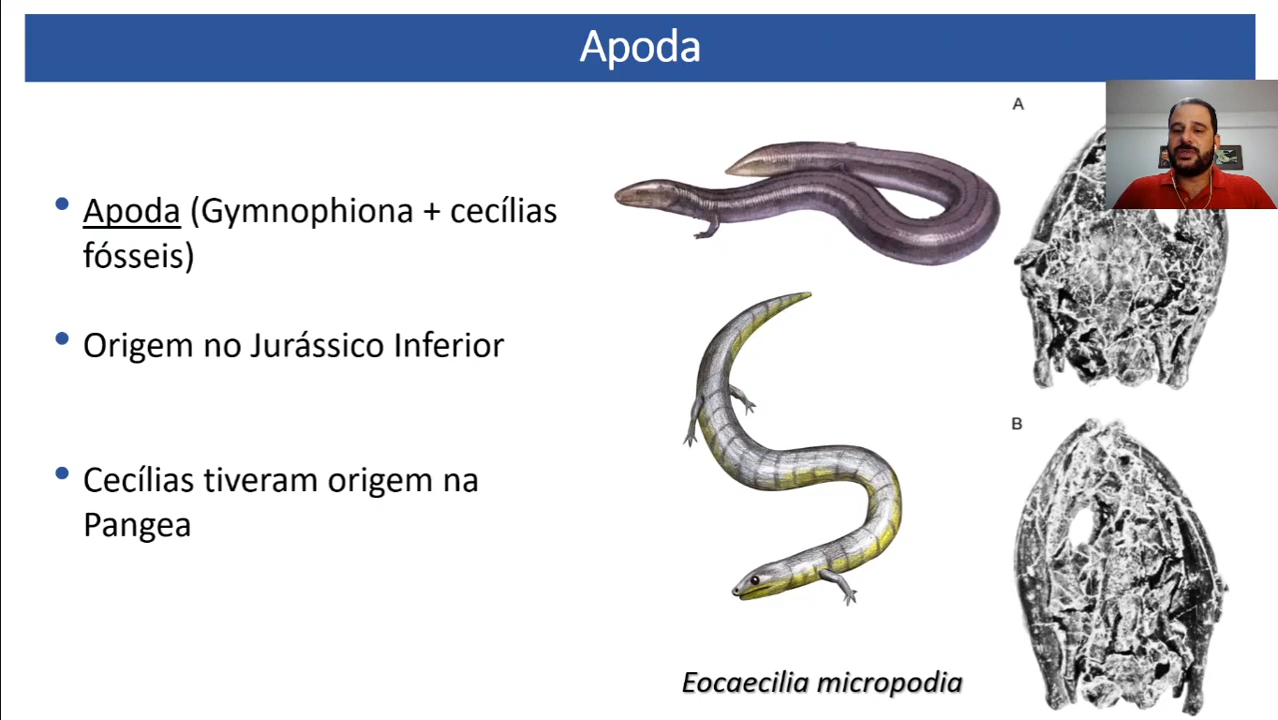 Apoda
A
Apoda (Gymnophiona + cecílias
fósseis)
Origem no Jurássico Inferior
B
Cecílias tiveram origem na
Pangea
Eocaecilia micropodia